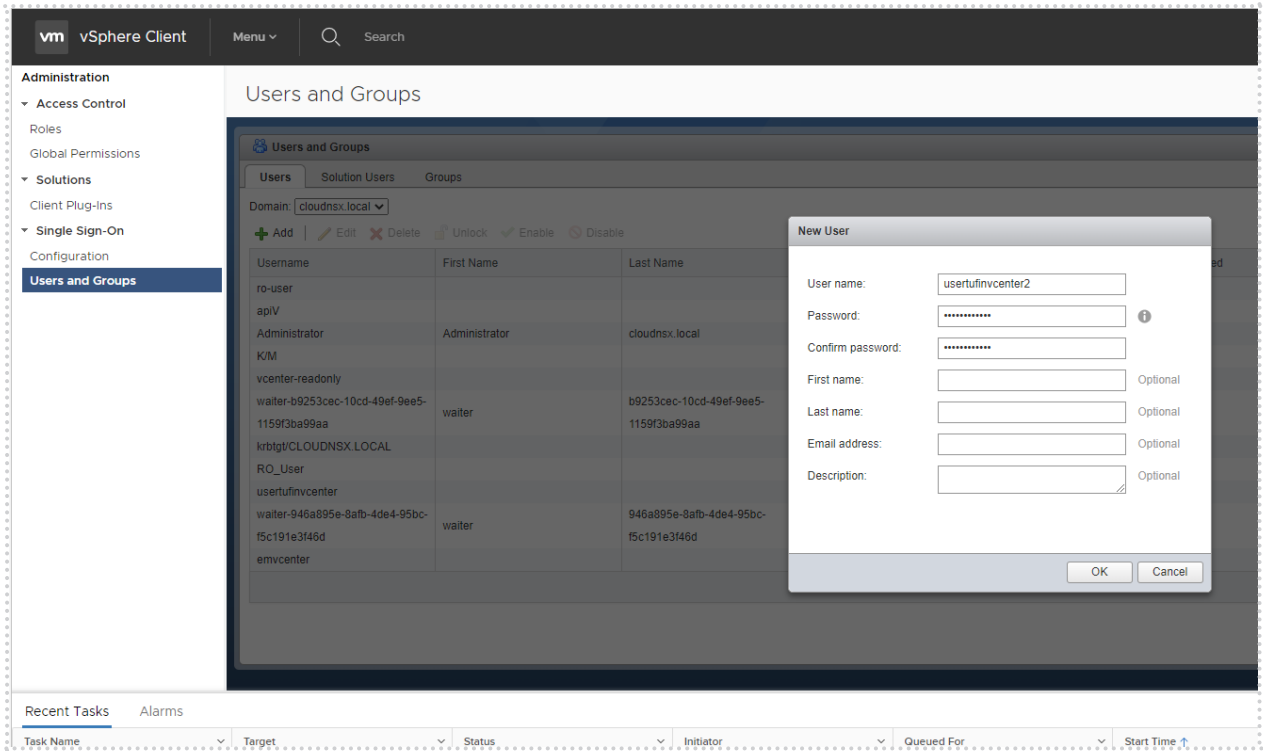 vm vSphere Client Menu Search
Administration
Access Control
Roles
Global Permissions
Solutions
Client Plug-Ins
Single Sign-On
Configuration
Users and Groups
Users and Groups
Users and Groups
Users Solution Users Groups
Domain: cloudnsx.local
Add Edit Delete Unlock Enable Disable
Username First Name Last Name ed
ro-user
apiV
Administrator Administrator cloudnsx.local
K/M
vcenter-readonly
waiter-b9253cec-10cd-49ef-9ee5-
1159f3ba99aa
waiter
b9253cec-10cd-49ef-9ee5-
1159f3ba99aa
krbtgt/CLOUDNSX.LOCAL
RO_User
usertufinvcenter
waiter-946a895e-8afb-4de4-95bc-
f5c191e3f46d
waiter
946a895e-8afb-4de4-95bc-
f5c191e3f46d
emvcenter
New User
User name: usertufinvcenter2
Password: ••••••••••••
Confirm password: ••••••••••••
First name: Optional
Last name: Optional
Email address: Optional
Description: Optional
OK Cancel
Recent Tasks Alarms
Task Name Target Status Initiator Queued For Start Time ↑